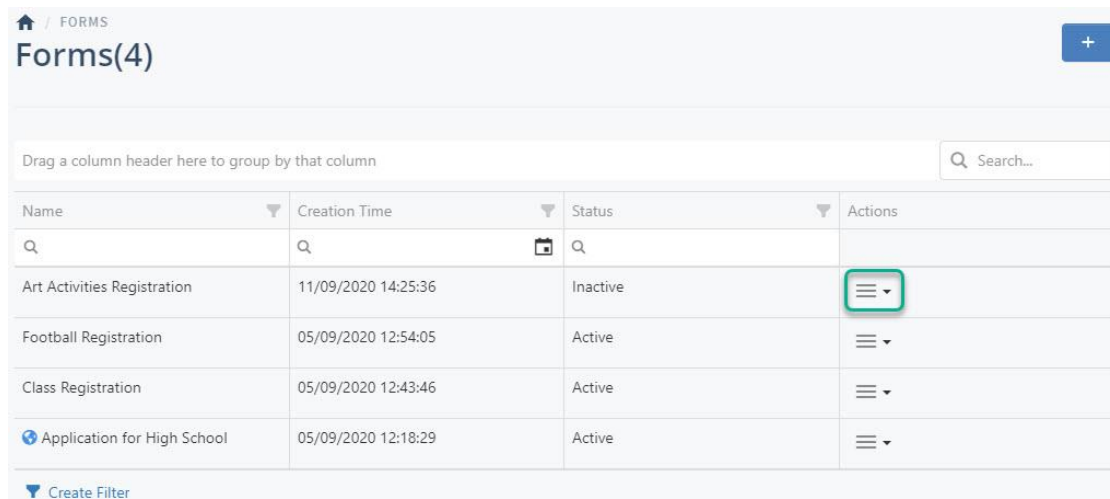 / FORMS
Forms(4)
+
Drag a column header here to group by that column
Search...
Name Creation Time Status Actions
Art Activities Registration 11/09/2020 14:25:36 Inactive
Football Registration 05/09/2020 12:54:05 Active
Class Registration 05/09/2020 12:43:46 Active
Application for High School 05/09/2020 12:18:29 Active
Create Filter